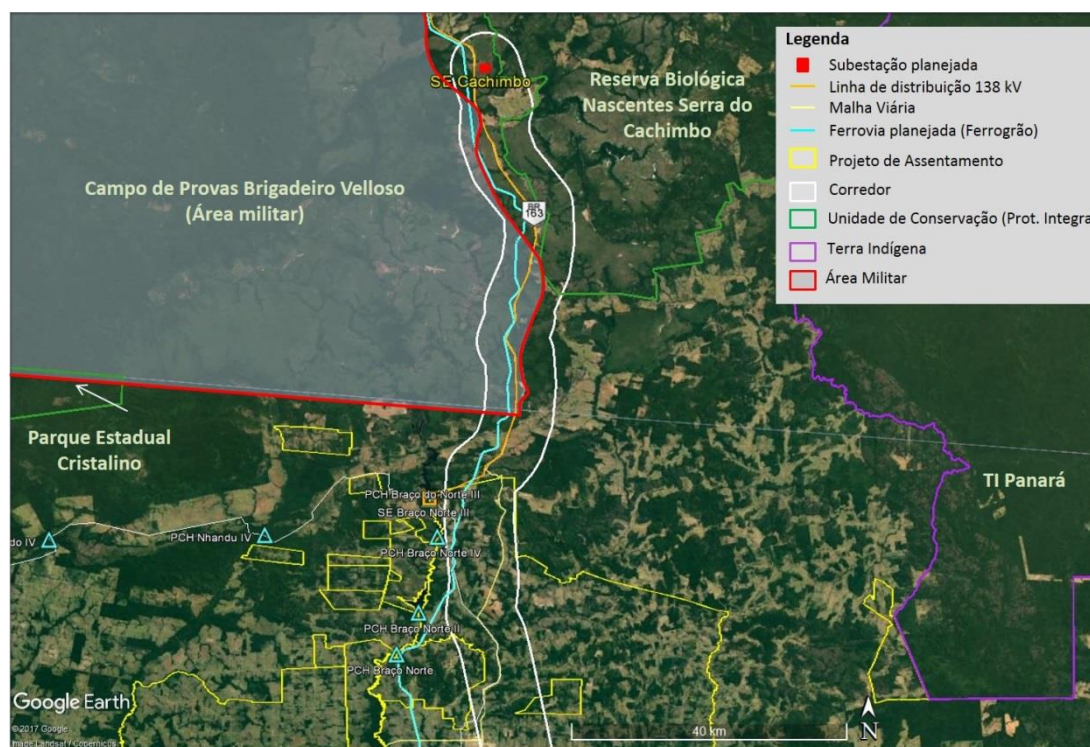 Legenda
Subestação planejada
Linha de distribuição 138 kV
Malha Viária
Ferrovia planejada (Ferrogrão)
Projeto de Assentamento
Corredor
Unidade de Conservação (Prot. Integra
Terra Indígena
Área Militar
SE Cachimbo
Reserva Biológica
Nascentes Serra do
Cachimbo
Campo de Provas Brigadeiro Velloso
(Área militar)
BR
163
Parque Estadual
Cristalino
TI Panará
PCH Braço do Norte III
SE Braço Norte III
do IV
PCH Nhandu IV
PCH Braço Norte IV
PCH Braço Norte II
PCH Braço Norte
Google Earth
©2017 Google
Image Landsat / Copernicus
40 km
N